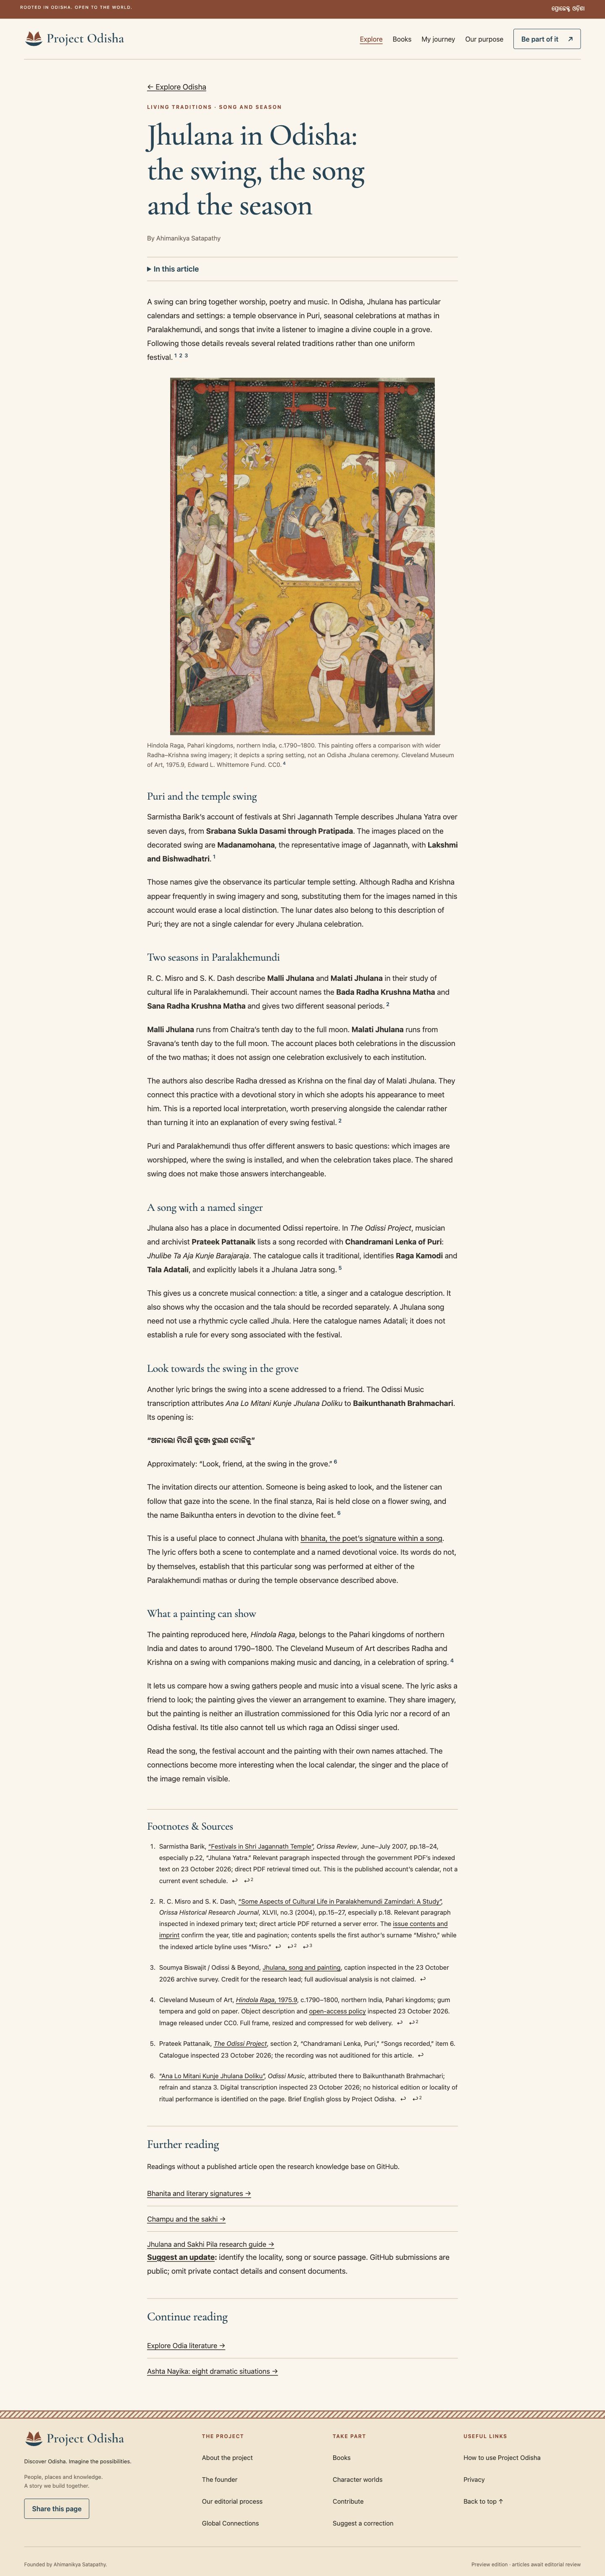 ROOTED IN ODISHA. OPEN TO THE WORLD.
ପ୍ରୋଜେକ୍ଟ ଓଡ଼ିଶା
Project Odisha
Explore
Books
My journey
Our purpose
Be part of it ↗
← Explore Odisha
LIVING TRADITIONS · SONG AND SEASON
Jhulana in Odisha:
the swing, the song
and the season
By Ahimanikya Satapathy
▶ In this article
A swing can bring together worship, poetry and music. In Odisha, Jhulana has particular
calendars and settings: a temple observance in Puri, seasonal celebrations at mathas in
Paralakhemundi, and songs that invite a listener to imagine a divine couple in a grove.
Following those details reveals several related traditions rather than one uniform
festival. 1 2 3
Hindola Raga, Pahari kingdoms, northern India, c.1790–1800. This painting offers a comparison with wider
Radha–Krishna swing imagery; it depicts a spring setting, not an Odisha Jhulana ceremony. Cleveland Museum
of Art, 1975.9, Edward L. Whittemore Fund. CC0. 4
Puri and the temple swing
Sarmistha Barik's account of festivals at Shri Jagannath Temple describes Jhulana Yatra over
seven days, from Srabana Sukla Dasami through Pratipada. The images placed on the
decorated swing are Madanamohana, the representative image of Jagannath, with Lakshmi
and Bishwadhatri. 1
Those names give the observance its particular temple setting. Although Radha and Krishna
appear frequently in swing imagery and song, substituting them for the images named in this
account would erase a local distinction. The lunar dates also belong to this description of
Puri; they are not a single calendar for every Jhulana celebration.
Two seasons in Paralakhemundi
R. C. Misro and S. K. Dash describe Malli Jhulana and Malati Jhulana in their study of
cultural life in Paralakhemundi. Their account names the Bada Radha Krushna Matha and
Sana Radha Krushna Matha and gives two different seasonal periods. 2
Malli Jhulana runs from Chaitra's tenth day to the full moon. Malati Jhulana runs from
Sravana's tenth day to the full moon. The account places both celebrations in the discussion
of the two mathas; it does not assign one celebration exclusively to each institution.
The authors also describe Radha dressed as Krishna on the final day of Malati Jhulana. They
connect this practice with a devotional story in which she adopts his appearance to meet
him. This is a reported local interpretation, worth preserving alongside the calendar rather
than turning it into an explanation of every swing festival. 2
Puri and Paralakhemundi thus offer different answers to basic questions: which images are
worshipped, where the swing is installed, and when the celebration takes place. The shared
swing does not make those answers interchangeable.
A song with a named singer
Jhulana also has a place in documented Odissi repertoire. In The Odissi Project, musician
and archivist Prateek Pattanaik lists a song recorded with Chandramani Lenka of Puri:
Jhulibe Ta Aja Kunje Barajaraja. The catalogue calls it traditional, identifies Raga Kamodi and
Tala Adatali, and explicitly labels it a Jhulana Jatra song. 5
This gives us a concrete musical connection: a title, a singer and a catalogue description. It
also shows why the occasion and the tala should be recorded separately. A Jhulana song
need not use a rhythmic cycle called Jhula. Here the catalogue names Adatali; it does not
establish a rule for every song associated with the festival.
Look towards the swing in the grove
Another lyric brings the swing into a scene addressed to a friend. The Odissi Music
transcription attributes Ana Lo Mitani Kunje Jhulana Doliku to Baikunthanath Brahmachari.
Its opening is:
“ଅନାଲୋ ମିତଣି କୁଞ୍ଜେ ଝୁଲଣ ଦୋଳିକୁ”
Approximately: “Look, friend, at the swing in the grove.” 6
The invitation directs our attention. Someone is being asked to look, and the listener can
follow that gaze into the scene. In the final stanza, Rai is held close on a flower swing, and
the name Baikuntha enters in devotion to the divine feet. 6
This is a useful place to connect Jhulana with bhanita, the poet's signature within a song.
The lyric offers both a scene to contemplate and a named devotional voice. Its words do not,
by themselves, establish that this particular song was performed at either of the
Paralakhemundi mathas or during the temple observance described above.
What a painting can show
The painting reproduced here, Hindola Raga, belongs to the Pahari kingdoms of northern
India and dates to around 1790–1800. The Cleveland Museum of Art describes Radha and
Krishna on a swing with companions making music and dancing, in a celebration of spring. 4
It lets us compare how a swing gathers people and music into a visual scene. The lyric asks a
friend to look; the painting gives the viewer an arrangement to examine. They share imagery,
but the painting is neither an illustration commissioned for this Odia lyric nor a record of an
Odisha festival. Its title also cannot tell us which raga an Odissi singer used.
Read the song, the festival account and the painting with their own names attached. The
connections become more interesting when the local calendar, the singer and the place of
the image remain visible.
Footnotes & Sources
1. Sarmistha Barik, “Festivals in Shri Jagannath Temple”, Orissa Review, June–July 2007, pp.18–24,
especially p.22, “Jhulana Yatra.” Relevant paragraph inspected through the government PDF's indexed
text on 23 October 2026; direct PDF retrieval timed out. This is the published account's calendar, not a
current event schedule. ↩ ↩2
2. R. C. Misro and S. K. Dash, “Some Aspects of Cultural Life in Paralakhemundi Zamindari: A Study”,
Orissa Historical Research Journal, XLVII, no.3 (2004), pp.15–27, especially p.18. Relevant paragraph
inspected in indexed primary text; direct article PDF returned a server error. The issue contents and
imprint confirm the year, title and pagination; contents spells the first author's surname “Mishro,” while
the indexed article byline uses “Misro.” ↩ ↩2 ↩3
3. Soumya Biswajit / Odissi & Beyond, Jhulana, song and painting, caption inspected in the 23 October
2026 archive survey. Credit for the research lead; full audiovisual analysis is not claimed. ↩
4. Cleveland Museum of Art, Hindola Raga, 1975.9, c.1790–1800, northern India, Pahari kingdoms; gum
tempera and gold on paper. Object description and open-access policy inspected 23 October 2026.
Image released under CC0. Full frame, resized and compressed for web delivery. ↩ ↩2
5. Prateek Pattanaik, The Odissi Project, section 2, “Chandramani Lenka, Puri,” “Songs recorded,” item 6.
Catalogue inspected 23 October 2026; the recording was not auditioned for this article. ↩
6. “Ana Lo Mitani Kunje Jhulana Doliku”, Odissi Music, attributed there to Baikunthanath Brahmachari;
refrain and stanza 3. Digital transcription inspected 23 October 2026; no historical edition or locality of
ritual performance is identified on the page. Brief English gloss by Project Odisha. ↩ ↩2
Further reading
Readings without a published article open the research knowledge base on GitHub.
Bhanita and literary signatures →
Champu and the sakhi →
Jhulana and Sakhi Pila research guide →
Suggest an update: identify the locality, song or source passage. GitHub submissions are
public; omit private contact details and consent documents.
Continue reading
Explore Odia literature →
Ashta Nayika: eight dramatic situations →
Project Odisha
Discover Odisha. Imagine the possibilities.
People, places and knowledge.
A story we build together.
Share this page
THE PROJECT
About the project
The founder
Our editorial process
Global Connections
TAKE PART
Books
Character worlds
Contribute
Suggest a correction
USEFUL LINKS
How to use Project Odisha
Privacy
Back to top ↑
Founded by Ahimanikya Satapathy.
Preview edition · articles await editorial review